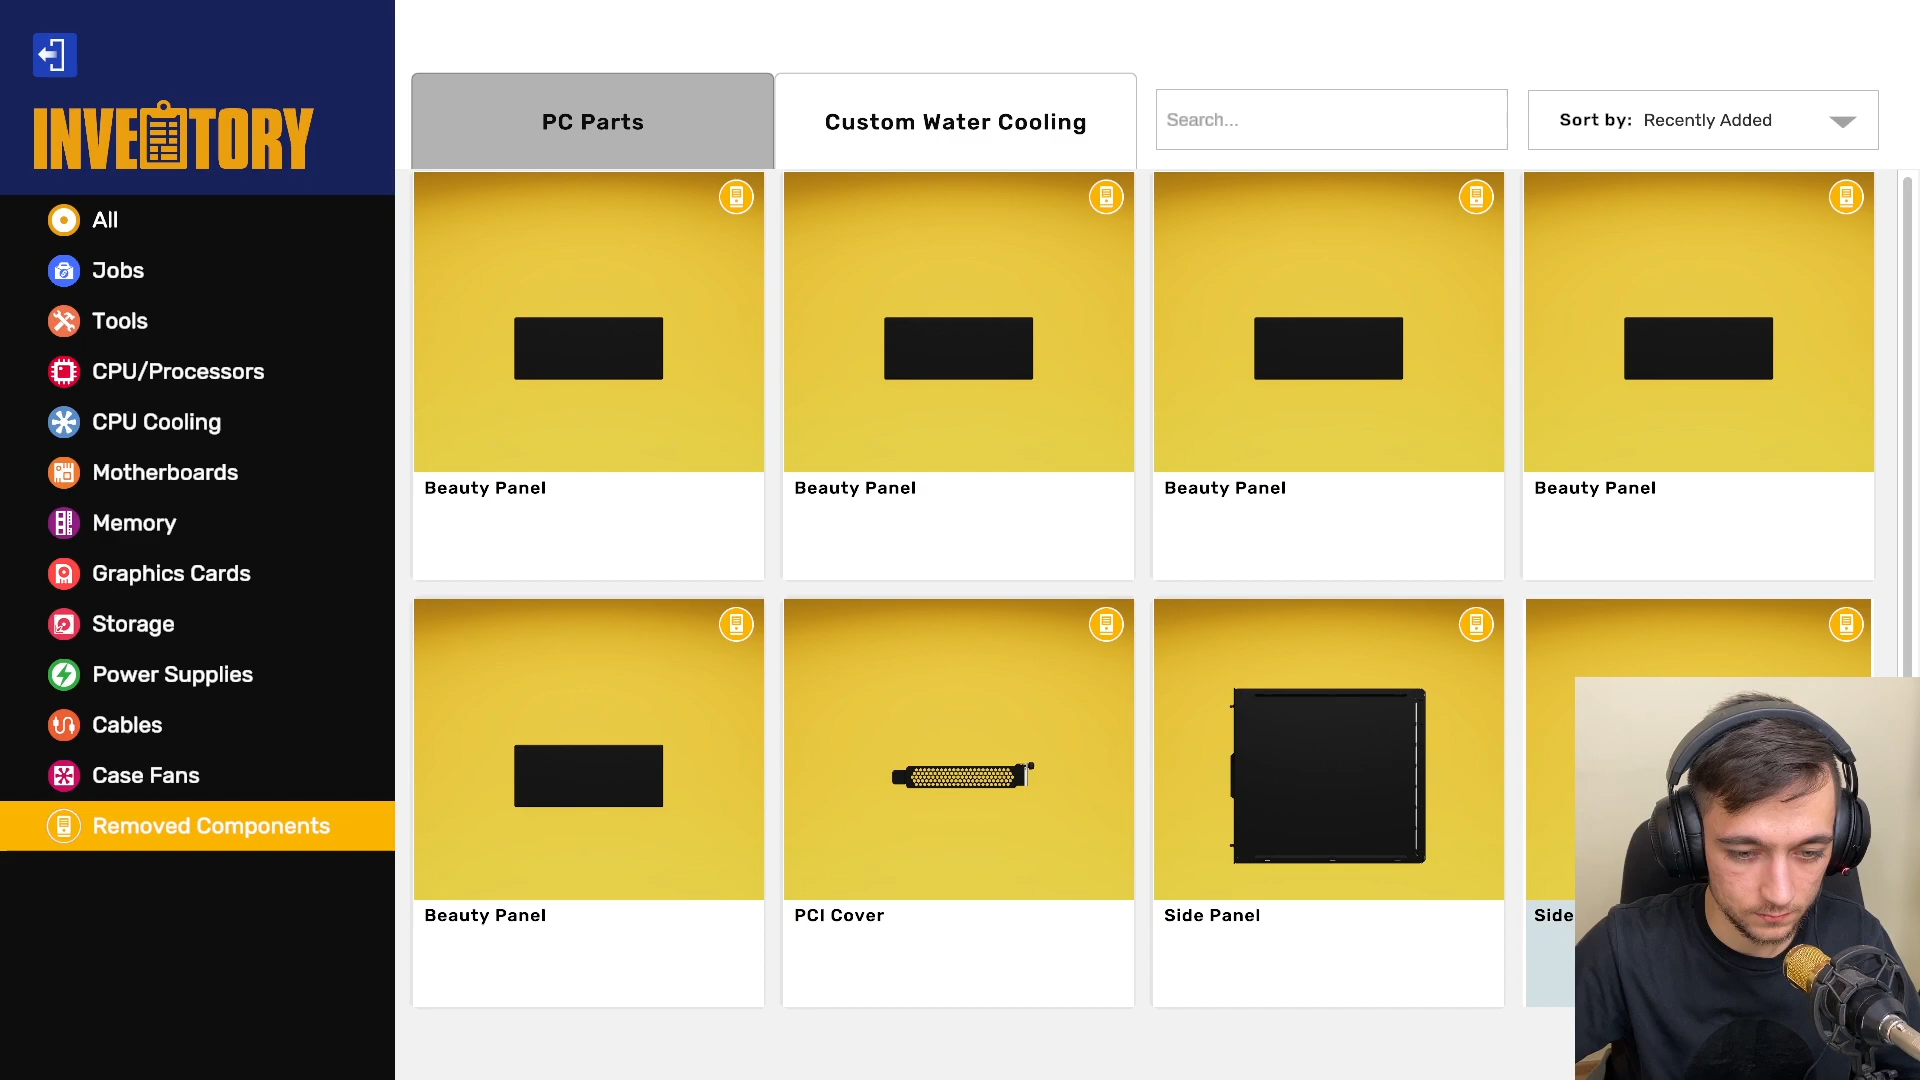 INVENTORY
All
Jobs
Tools
CPU/Processors
CPU Cooling
Motherboards
Memory
Graphics Cards
Storage
Power Supplies
Cables
Case Fans
Removed Components
PC Parts
Custom Water Cooling
Search...
Sort by: Recently Added
Beauty Panel
Beauty Panel
Beauty Panel
Beauty Panel
Beauty Panel
PCI Cover
Side Panel
Side